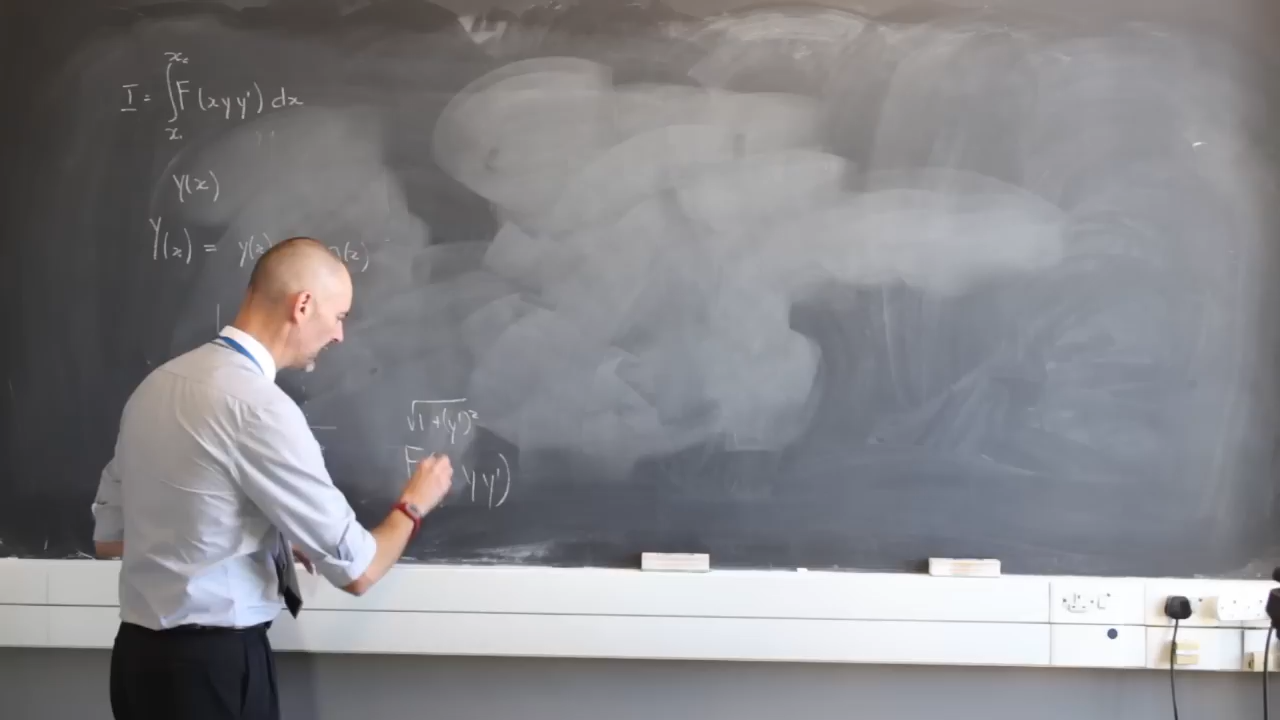 x₂
I = ∫F(x y y') dx
x₁
y(x)
Y(x) = y(x) η(x)
√1+(y')²
F( y y')